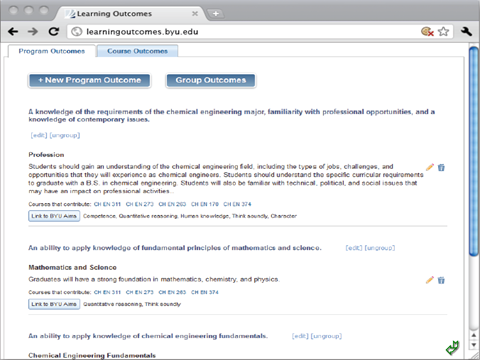 Learning Outcomes
learningoutcomes.byu.edu
Program Outcomes
Course Outcomes
+ New Program Outcome
Group Outcomes
A knowledge of the requirements of the chemical engineering major, familiarity with professional opportunities, and a
knowledge of contemporary issues.
[edit] [ungroup]
Profession
Students should gain an understanding of the chemical engineering field, including the types of jobs, challenges, and
opportunities that they will experience as chemical engineers. Students should understand the specific curricular requirements
to graduate with a B.S. in chemical engineering. Students will also be familiar with technical, political, and social issues that
may have an impact on professional activities.
Courses that contribute: CH EN 311 CH EN 273 CH EN 263 CH EN 170 CH EN 374
Link to BYU Aims Competence, Quantitative reasoning, Human knowledge, Think soundly, Character
An ability to apply knowledge of fundamental principles of mathematics and science. [edit] [ungroup]
Mathematics and Science
Graduates will have a strong foundation in mathematics, chemistry, and physics.
Courses that contribute: CH EN 311 CH EN 273 CH EN 263 CH EN 374
Link to BYU Aims Quantitative reasoning, Think soundly
An ability to apply knowledge of chemical engineering fundamentals. [edit] [ungroup]
Chemical Engineering Fundamentals